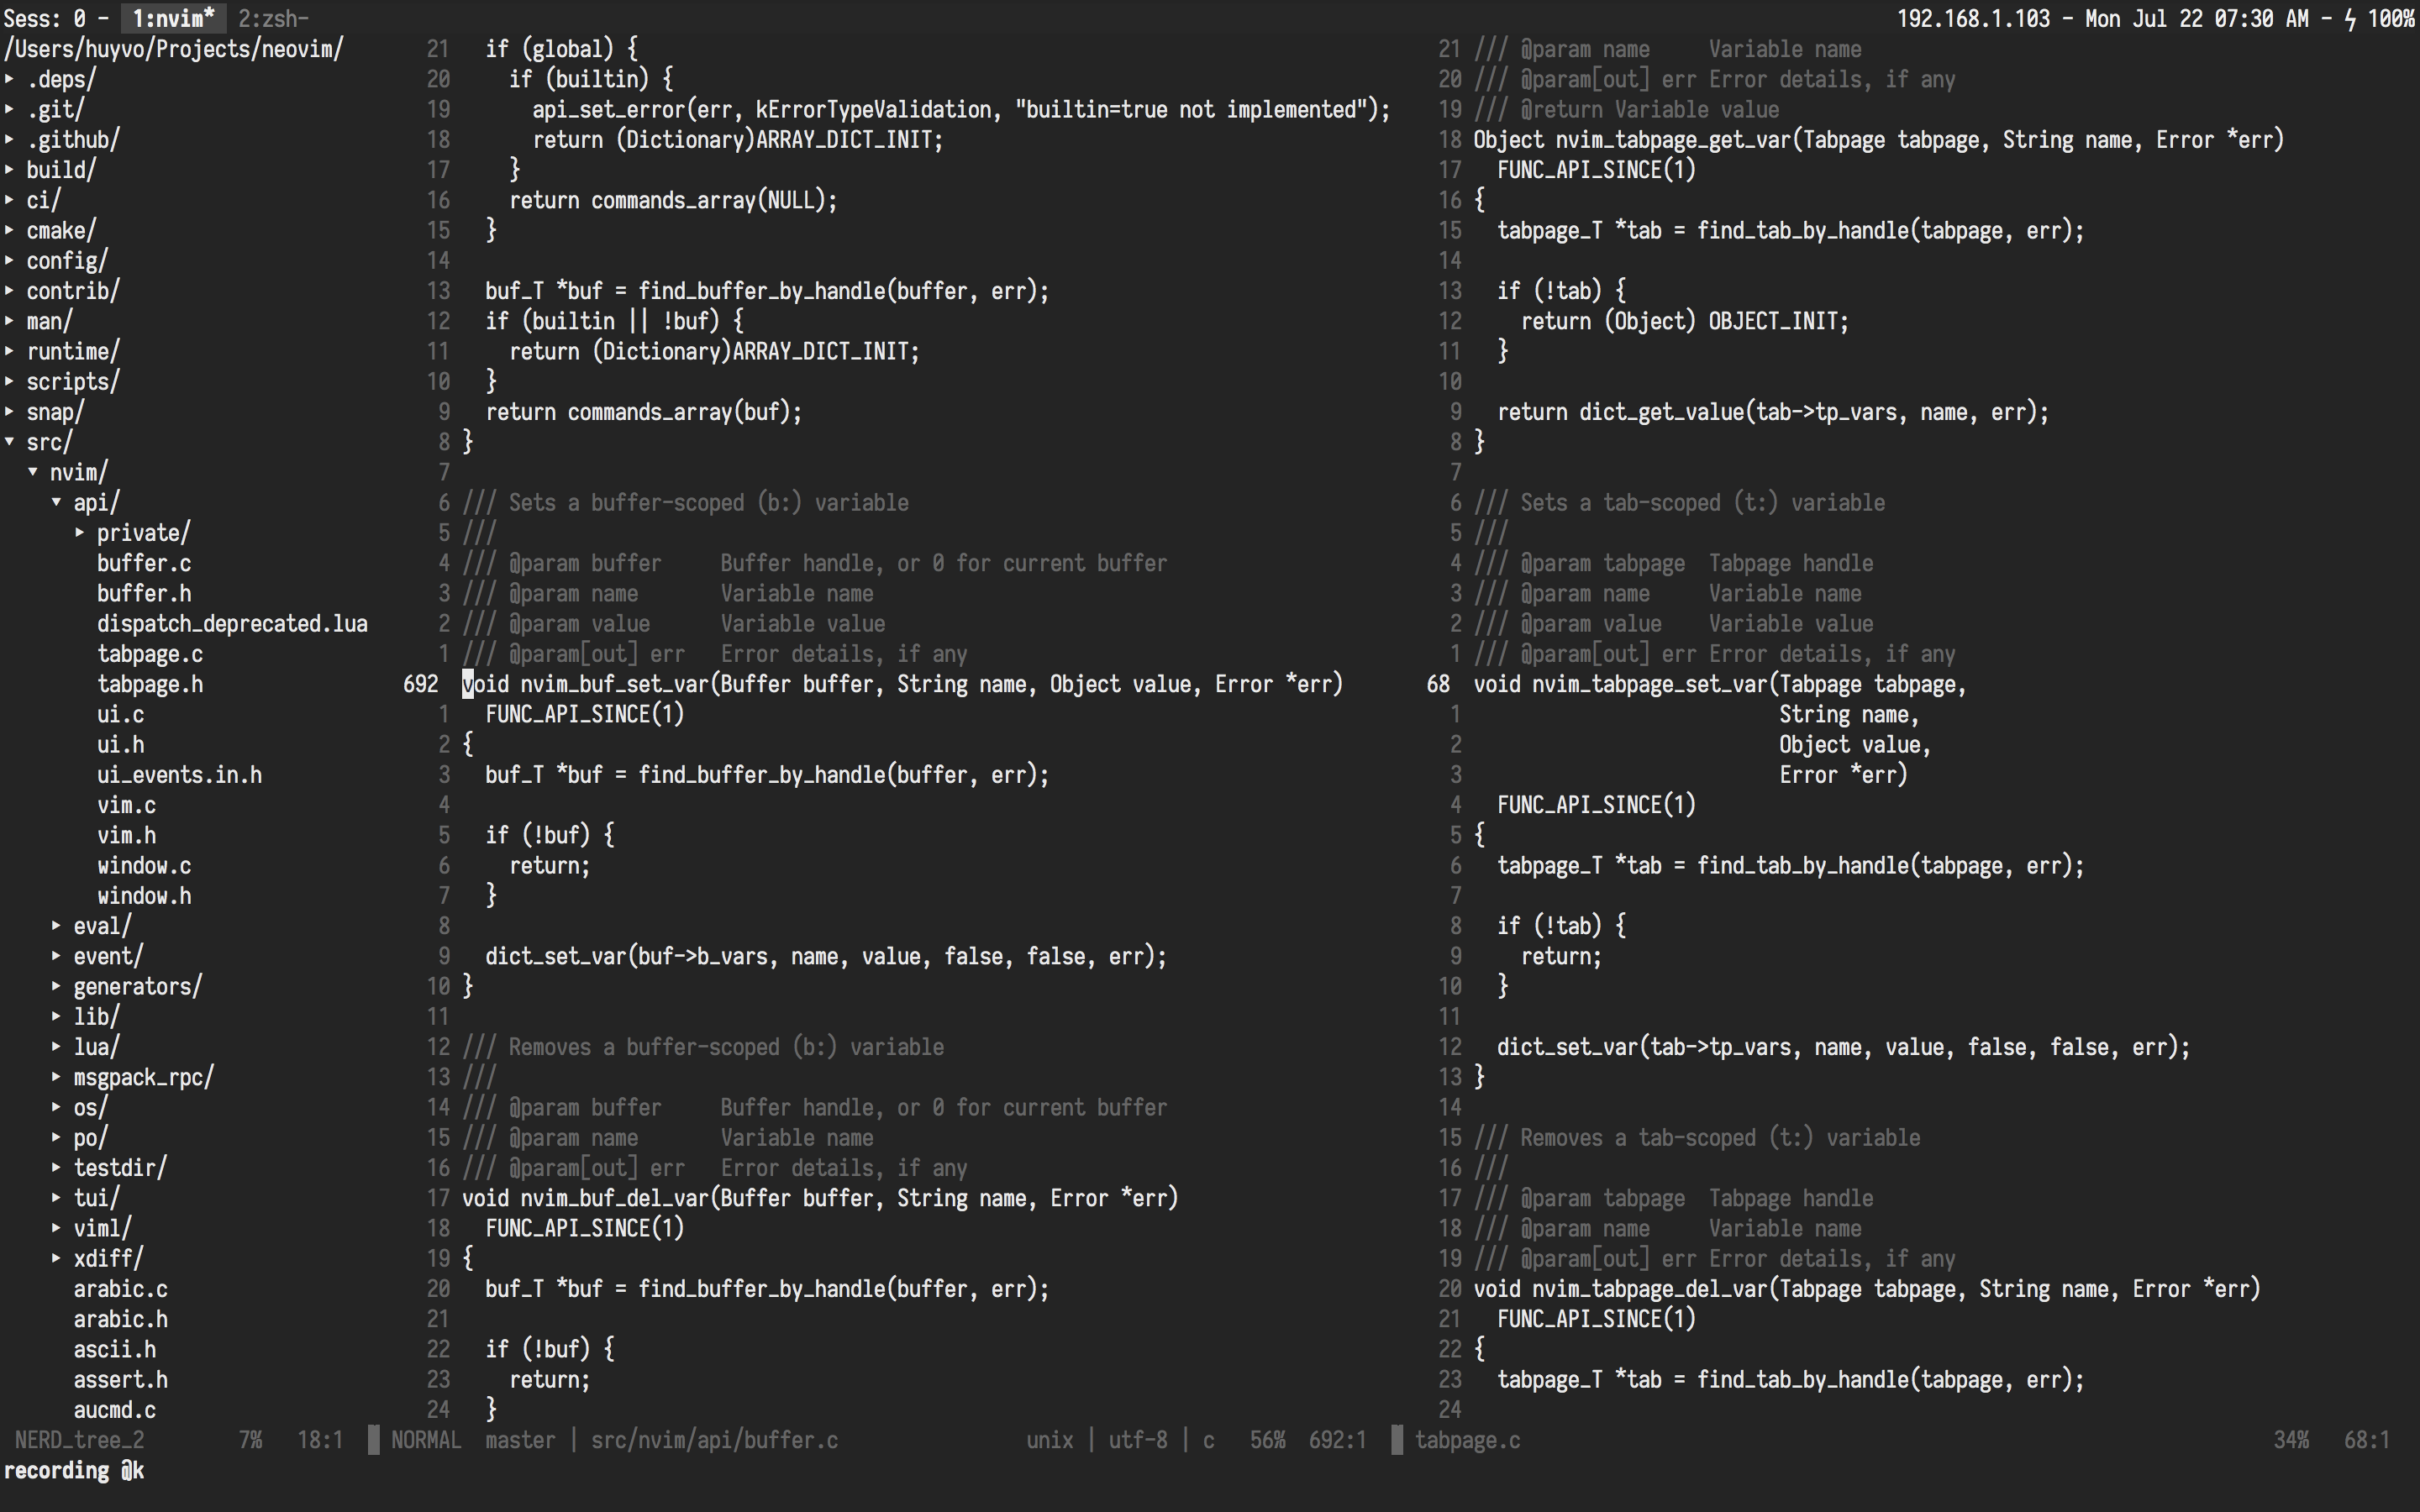 Sess: 0 - 1:nvim* 2:zsh- 192.168.1.103 - Mon Jul 22 07:30 AM - ϟ 100%
/Users/huyvo/Projects/neovim/
▸ .deps/
▸ .git/
▸ .github/
▸ build/
▸ ci/
▸ cmake/
▸ config/
▸ contrib/
▸ man/
▸ runtime/
▸ scripts/
▸ snap/
▾ src/
  ▾ nvim/
    ▾ api/
      ▸ private/
        buffer.c
        buffer.h
        dispatch_deprecated.lua
        tabpage.c
        tabpage.h
        ui.c
        ui.h
        ui_events.in.h
        vim.c
        vim.h
        window.c
        window.h
    ▸ eval/
    ▸ event/
    ▸ generators/
    ▸ lib/
    ▸ lua/
    ▸ msgpack_rpc/
    ▸ os/
    ▸ po/
    ▸ testdir/
    ▸ tui/
    ▸ viml/
    ▸ xdiff/
      arabic.c
      arabic.h
      ascii.h
      assert.h
      aucmd.c
21   if (global) {
20     if (builtin) {
19       api_set_error(err, kErrorTypeValidation, "builtin=true not implemented");
18       return (Dictionary)ARRAY_DICT_INIT;
17     }
16     return commands_array(NULL);
15   }
14
13   buf_T *buf = find_buffer_by_handle(buffer, err);
12   if (builtin || !buf) {
11     return (Dictionary)ARRAY_DICT_INIT;
10   }
9   return commands_array(buf);
8 }
7
6 /// Sets a buffer-scoped (b:) variable
5 ///
4 /// @param buffer     Buffer handle, or 0 for current buffer
3 /// @param name       Variable name
2 /// @param value      Variable value
1 /// @param[out] err   Error details, if any
692 void nvim_buf_set_var(Buffer buffer, String name, Object value, Error *err)
1   FUNC_API_SINCE(1)
2 {
3   buf_T *buf = find_buffer_by_handle(buffer, err);
4
5   if (!buf) {
6     return;
7   }
8
9   dict_set_var(buf->b_vars, name, value, false, false, err);
10 }
11
12 /// Removes a buffer-scoped (b:) variable
13 ///
14 /// @param buffer     Buffer handle, or 0 for current buffer
15 /// @param name       Variable name
16 /// @param[out] err   Error details, if any
17 void nvim_buf_del_var(Buffer buffer, String name, Error *err)
18   FUNC_API_SINCE(1)
19 {
20   buf_T *buf = find_buffer_by_handle(buffer, err);
21
22   if (!buf) {
23     return;
24   }
21 /// @param name     Variable name
20 /// @param[out] err Error details, if any
19 /// @return Variable value
18 Object nvim_tabpage_get_var(Tabpage tabpage, String name, Error *err)
17   FUNC_API_SINCE(1)
16 {
15   tabpage_T *tab = find_tab_by_handle(tabpage, err);
14
13   if (!tab) {
12     return (Object) OBJECT_INIT;
11   }
10
9   return dict_get_value(tab->tp_vars, name, err);
8 }
7
6 /// Sets a tab-scoped (t:) variable
5 ///
4 /// @param tabpage  Tabpage handle
3 /// @param name     Variable name
2 /// @param value    Variable value
1 /// @param[out] err Error details, if any
68 void nvim_tabpage_set_var(Tabpage tabpage,
1                           String name,
2                           Object value,
3                           Error *err)
4   FUNC_API_SINCE(1)
5 {
6   tabpage_T *tab = find_tab_by_handle(tabpage, err);
7
8   if (!tab) {
9     return;
10   }
11
12   dict_set_var(tab->tp_vars, name, value, false, false, err);
13 }
14
15 /// Removes a tab-scoped (t:) variable
16 ///
17 /// @param tabpage  Tabpage handle
18 /// @param name     Variable name
19 /// @param[out] err Error details, if any
20 void nvim_tabpage_del_var(Tabpage tabpage, String name, Error *err)
21   FUNC_API_SINCE(1)
22 {
23   tabpage_T *tab = find_tab_by_handle(tabpage, err);
24
NERD_tree_2 7% 18:1 NORMAL master | src/nvim/api/buffer.c unix | utf-8 | c 56% 692:1 tabpage.c 34% 68:1
recording @k